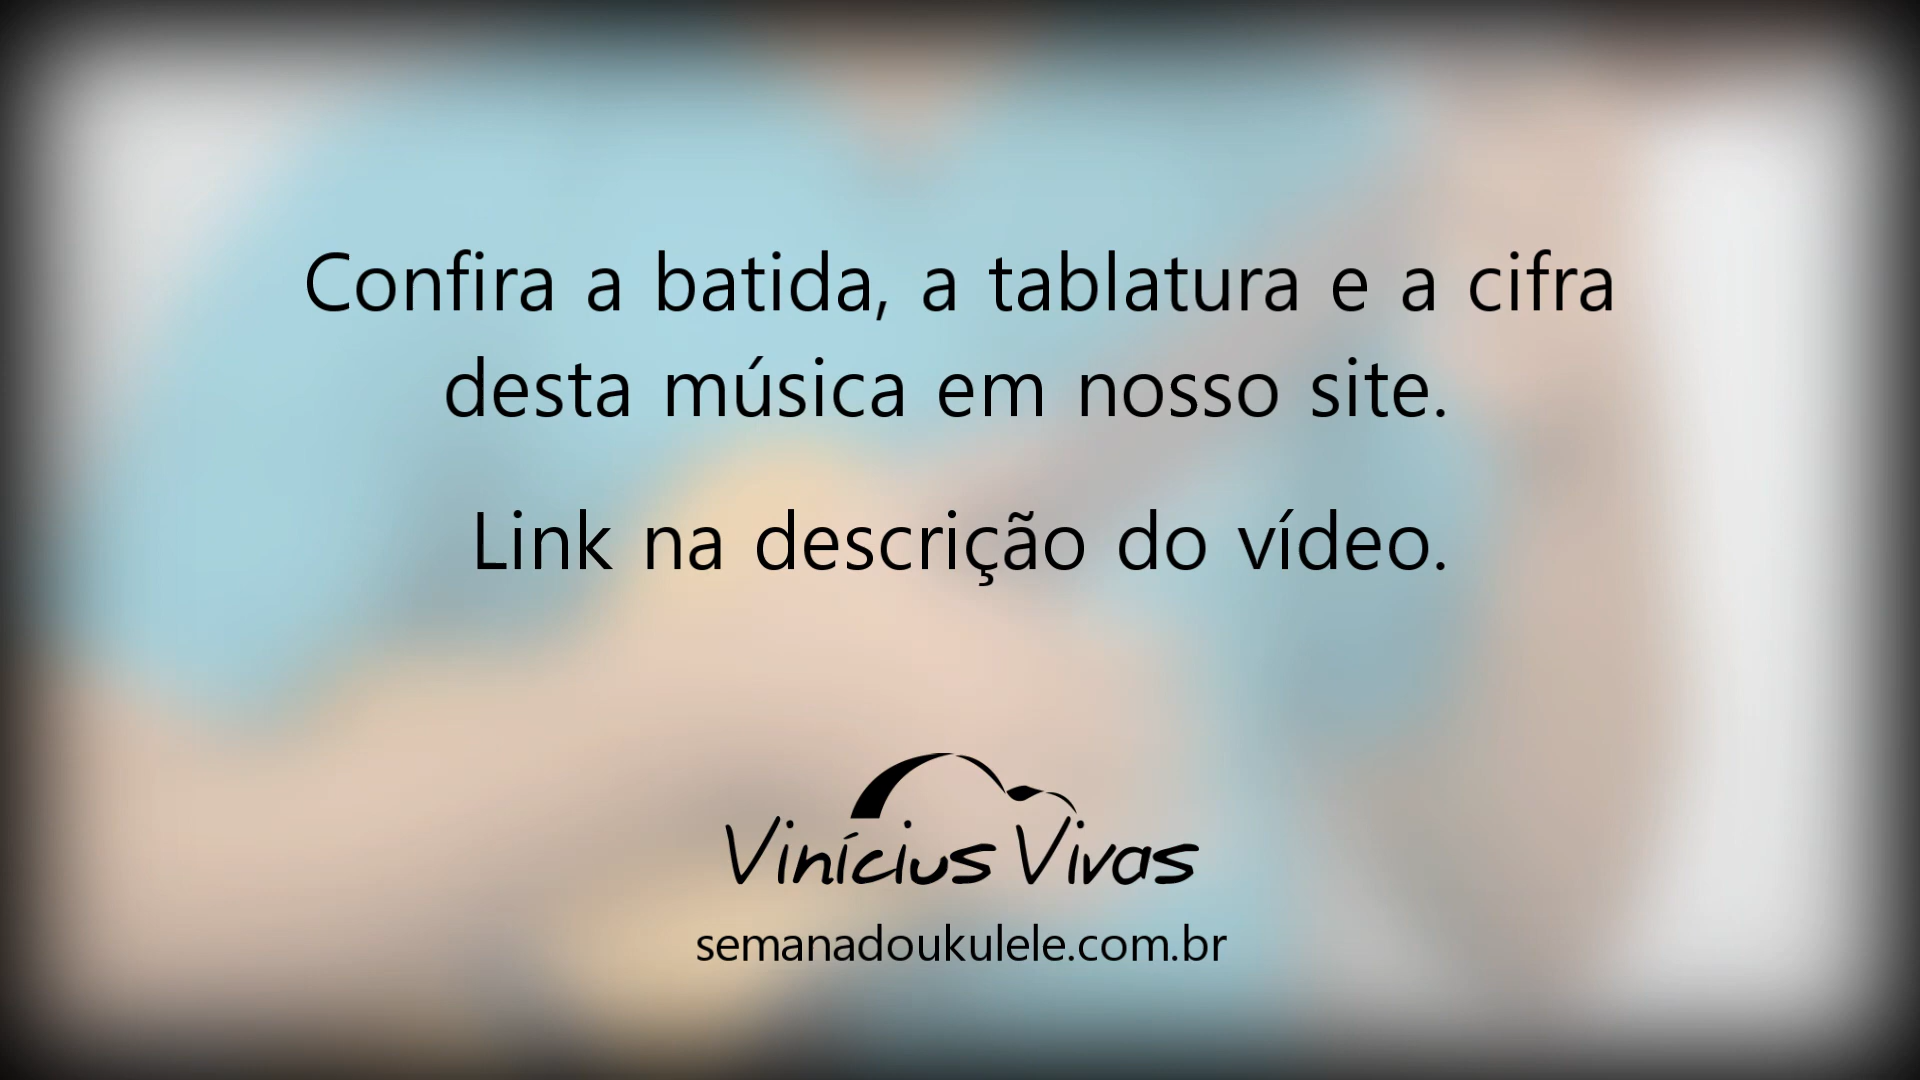 Confira a batida, a tablatura e a cifra
desta música em nosso site.
Link na descrição do vídeo.
Vinícius Vivas
semanadoukulele.com.br